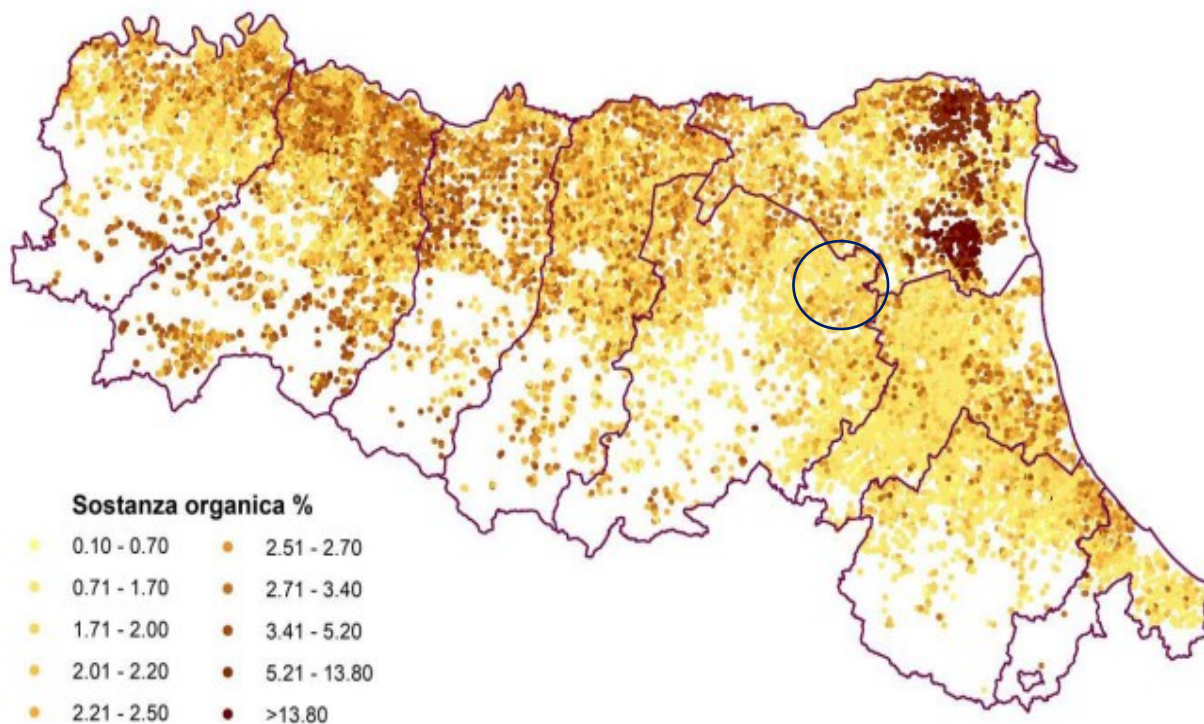 Sostanza organica %
0.10 - 0.70
0.71 - 1.70
1.71 - 2.00
2.01 - 2.20
2.21 - 2.50
2.51 - 2.70
2.71 - 3.40
3.41 - 5.20
5.21 - 13.80
>13.80